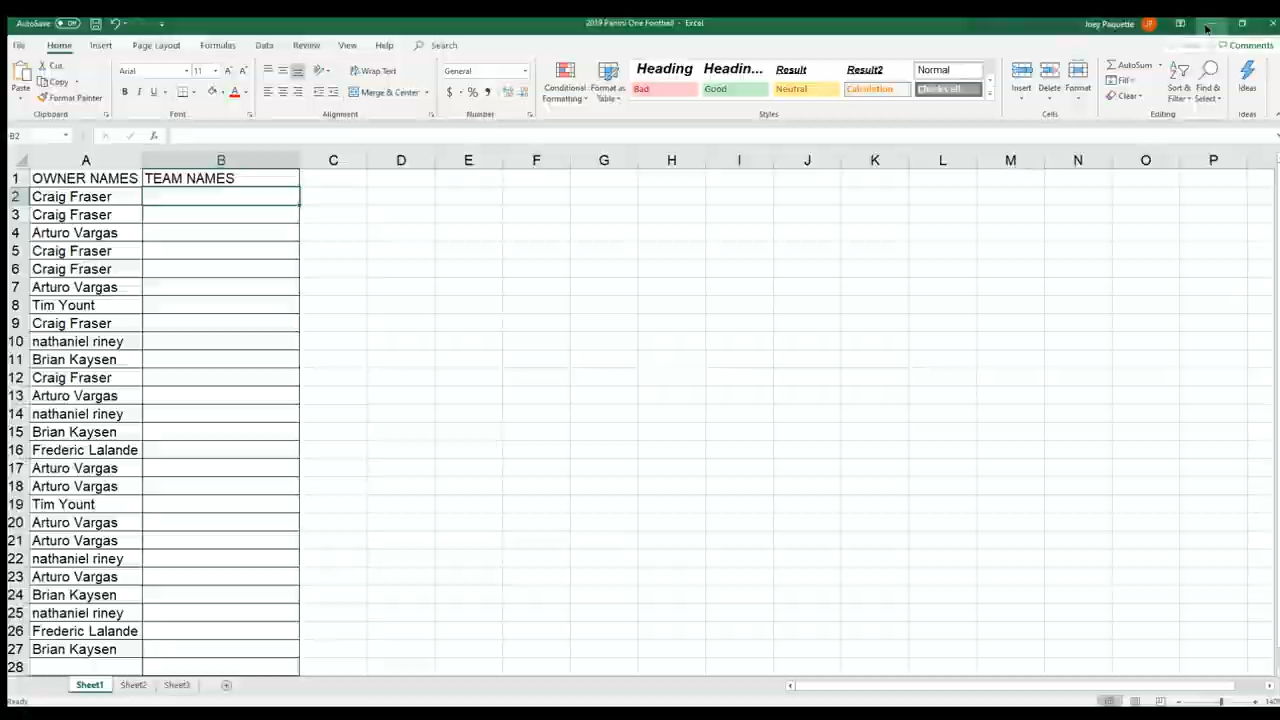 AutoSave Off 2019 Panini One Football - Excel Joey Paquette JP
File Home Insert Page Layout Formulas Data Review View Help Search Comments
Paste Cut Copy Format Painter
Arial 11 Wrap Text Merge & Center
General
Conditional Formatting Format as Table
Heading Headin... Result Result2 Normal
Bad Good Neutral Calculation
Insert Delete Format
AutoSum Fill Clear
Sort & Filter Find & Select Ideas
Clipboard Font Alignment Number Styles Cells Editing Ideas
B2 fx
A B C D E F G H I J K L M N O P
1 OWNER NAMES TEAM NAMES
2 Craig Fraser
3 Craig Fraser
4 Arturo Vargas
5 Craig Fraser
6 Craig Fraser
7 Arturo Vargas
8 Tim Yount
9 Craig Fraser
10 nathaniel riney
11 Brian Kaysen
12 Craig Fraser
13 Arturo Vargas
14 nathaniel riney
15 Brian Kaysen
16 Frederic Lalande
17 Arturo Vargas
18 Arturo Vargas
19 Tim Yount
20 Arturo Vargas
21 Arturo Vargas
22 nathaniel riney
23 Arturo Vargas
24 Brian Kaysen
25 nathaniel riney
26 Frederic Lalande
27 Brian Kaysen
28
Sheet1 Sheet2 Sheet3
Ready